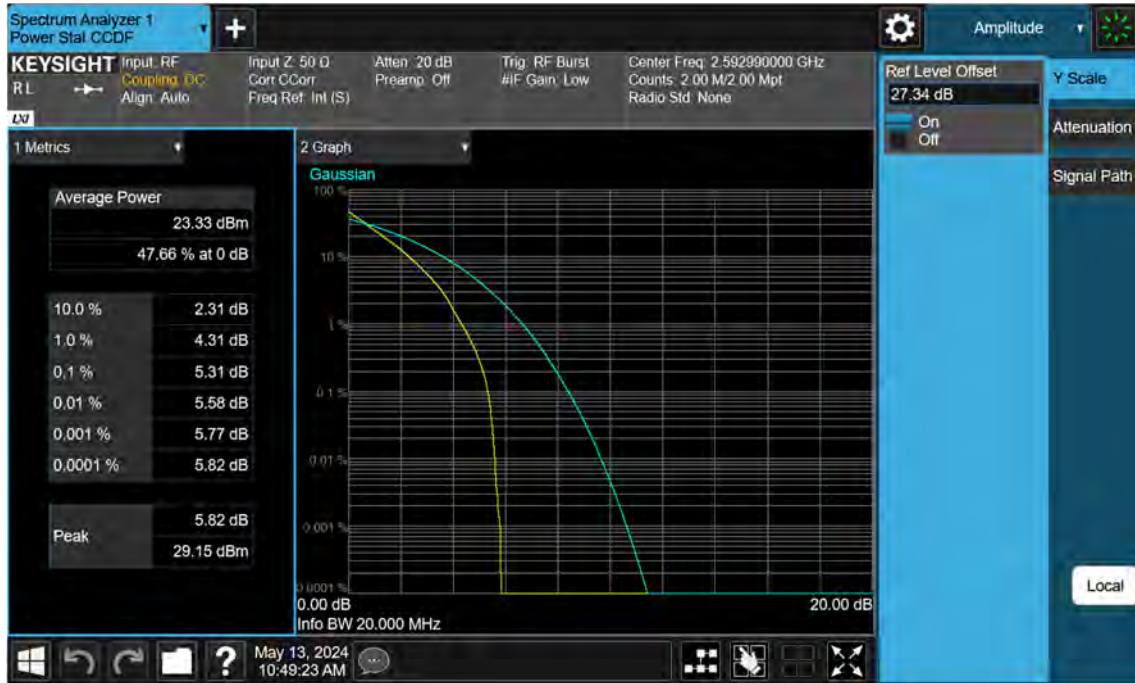 Spectrum Analyzer 1
Power Stat CCDF
+
Amplitude
KEYSIGHT
RL
LXI
Input: RF
Coupling: DC
Align: Auto
Input Z: 50 Ω
Corr CCorr
Freq Ref: Int (S)
Atten: 20 dB
Preamp: Off
Trig: RF Burst
#IF Gain: Low
Center Freq: 2.592990000 GHz
Counts: 2.00 M/2.00 Mpt
Radio Std: None
Ref Level Offset
27.34 dB
On
Off
Y Scale
Attenuation
Signal Path
Local
1 Metrics
Average Power
23.33 dBm
47.66 % at 0 dB
10.0 % 2.31 dB
1.0 % 4.31 dB
0.1 % 5.31 dB
0.01 % 5.58 dB
0.001 % 5.77 dB
0.0001 % 5.82 dB
Peak
5.82 dB
29.15 dBm
2 Graph
Gaussian
100 %
10 %
1 %
0.1 %
0.01 %
0.001 %
0.0001 %
0.00 dB 20.00 dB
Info BW 20.000 MHz
?
May 13, 2024
10:49:23 AM